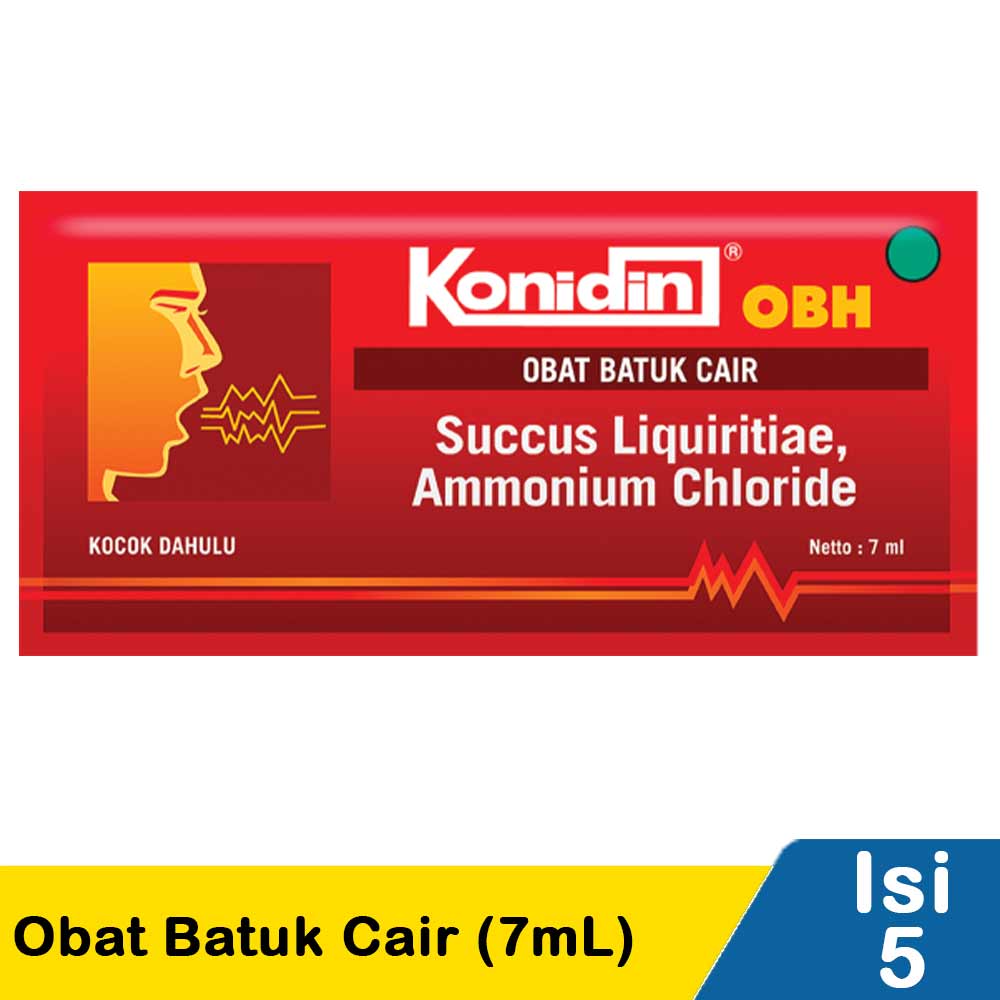 Konidin® OBH
OBAT BATUK CAIR
Succus Liquiritiae,
Ammonium Chloride
KOCOK DAHULU
Netto : 7 ml
Obat Batuk Cair (7mL)
Isi
5